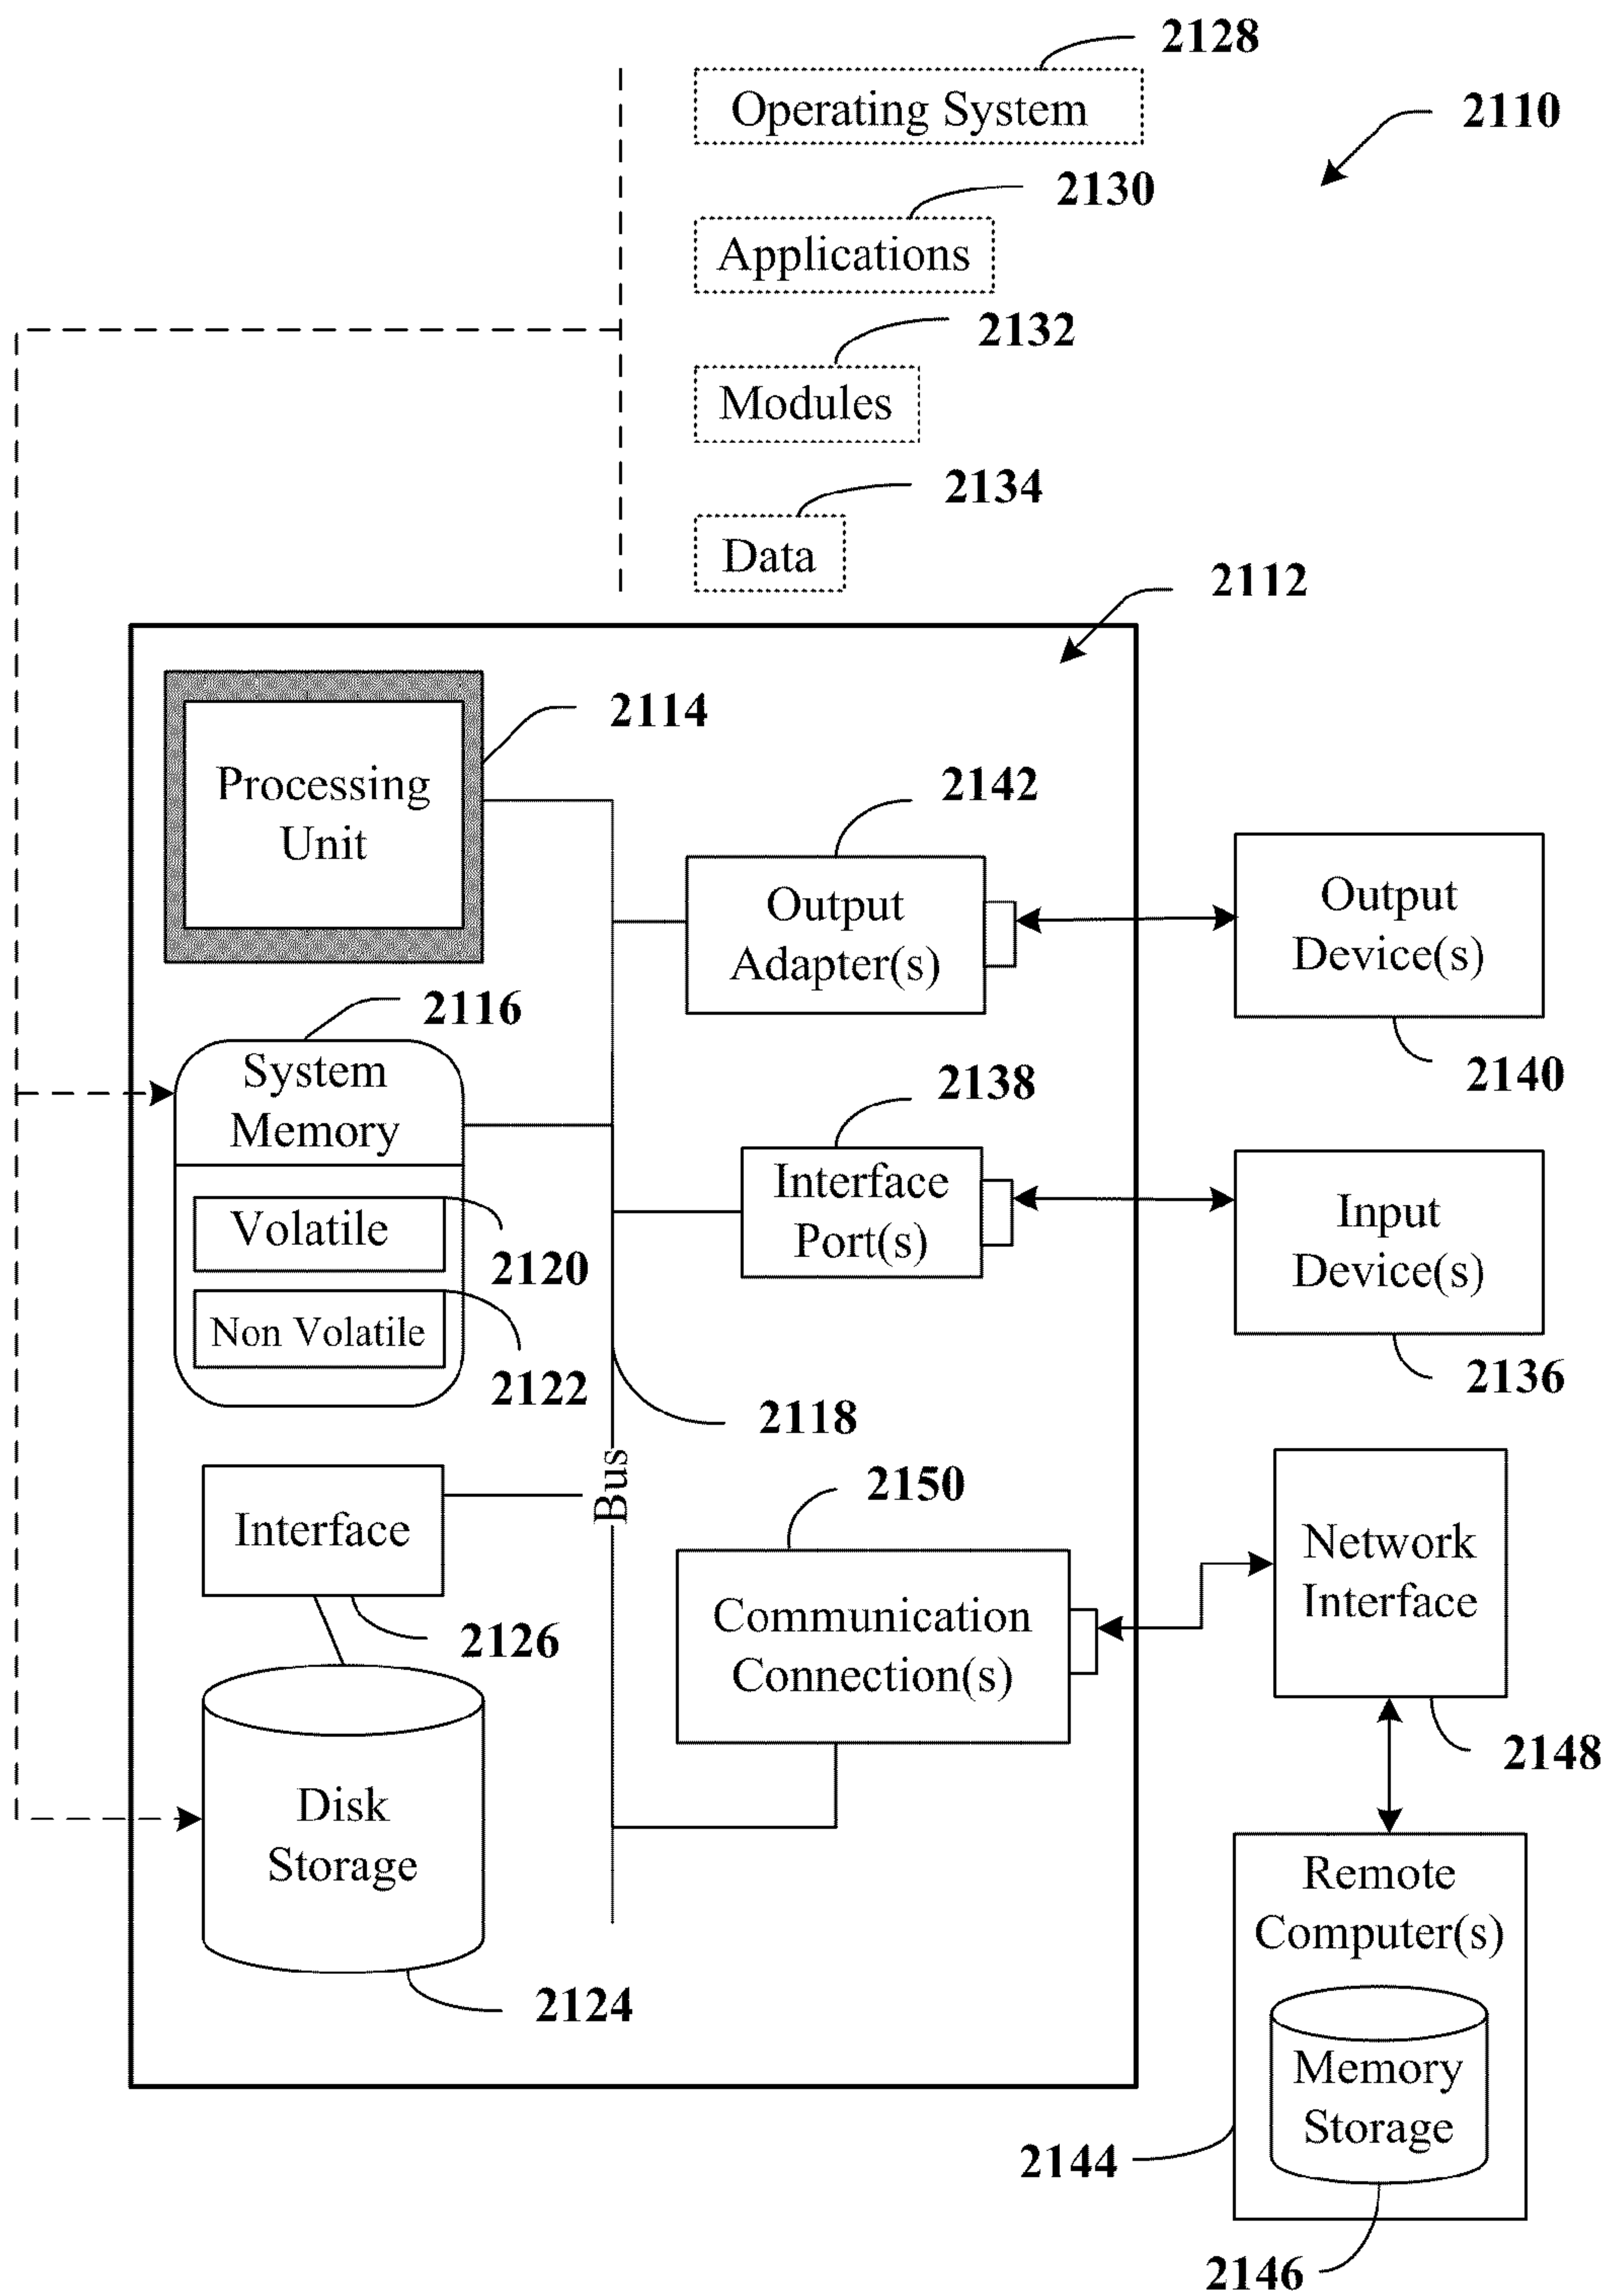 2128
Operating System
2110
2130
Applications
2132
Modules
2134
Data
2112
2114
Processing
Unit
2142
Output
Adapter(s)
Output
Device(s)
2140
2116
System
Memory
Volatile
2120
Non Volatile
2122
2138
Interface
Port(s)
Input
Device(s)
2136
2118
Bus
Interface
2126
2150
Communication
Connection(s)
Network
Interface
2148
Disk
Storage
2124
Remote
Computer(s)
Memory
Storage
2144
2146